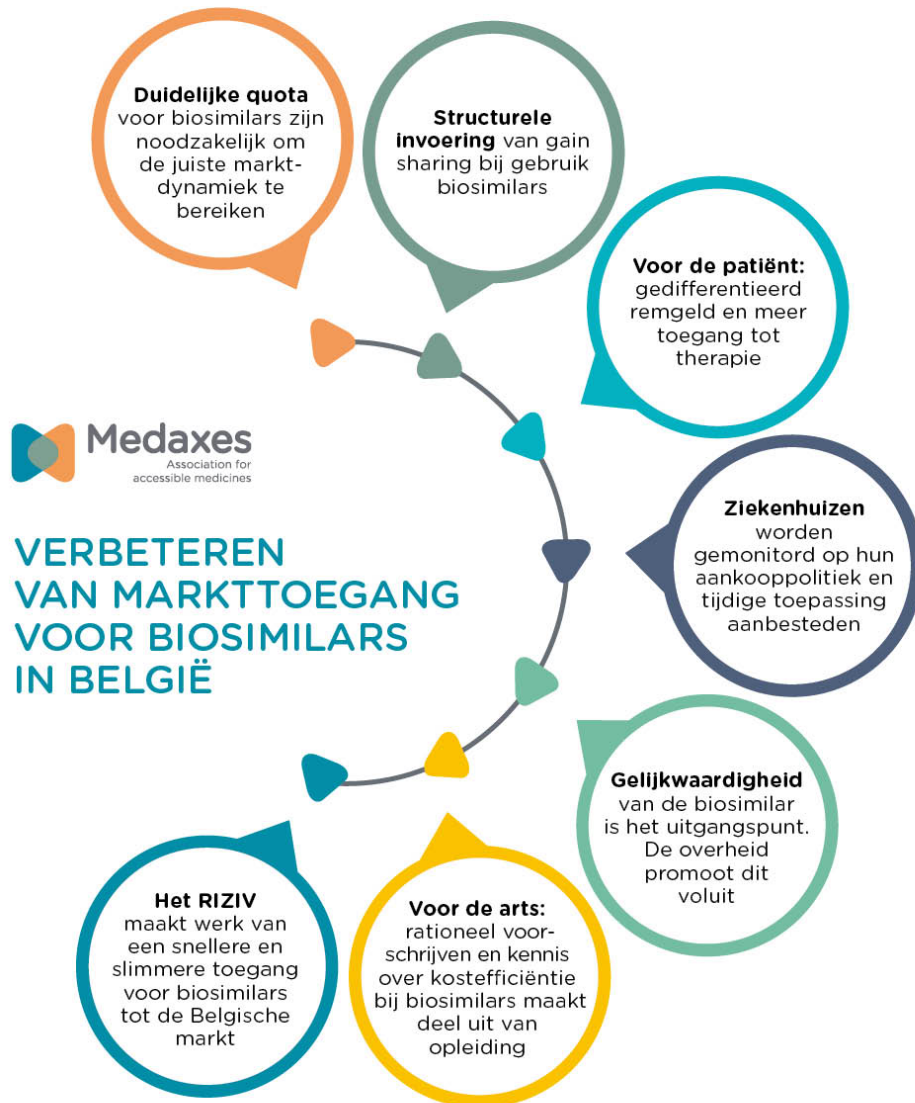 Duidelijke quota
voor biosimilars zijn
noodzakelijk om
de juiste markt-
dynamiek te
bereiken
Structurele
invoering van gain
sharing bij gebruik
biosimilars
Voor de patiënt:
gedifferentieerd
remgeld en meer
toegang tot
therapie
Medaxes
Association for
accessible medicines
VERBETEREN
VAN MARKTTOEGANG
VOOR BIOSIMILARS
IN BELGIË
Ziekenhuizen
worden
gemonitord op hun
aankooppolitiek en
tijdige toepassing
aanbesteden
Gelijkwaardigheid
van de biosimilar
is het uitgangspunt.
De overheid
promoot dit
voluit
Voor de arts:
rationeel voor-
schrijven en kennis
over kostefficiëntie
bij biosimilars maakt
deel uit van
opleiding
Het RIZIV
maakt werk van
een snellere en
slimmere toegang
voor biosimilars
tot de Belgische
markt